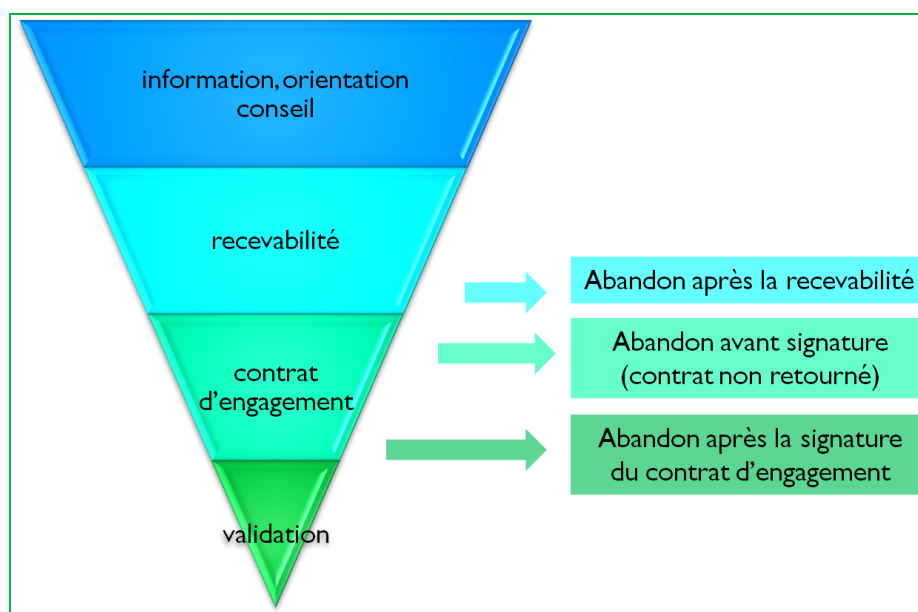 information, orientation
conseil
recevabilité
Abandon après la recevabilité
Abandon avant signature
(contrat non retourné)
contrat
d'engagement
Abandon après la signature
du contrat d'engagement
validation